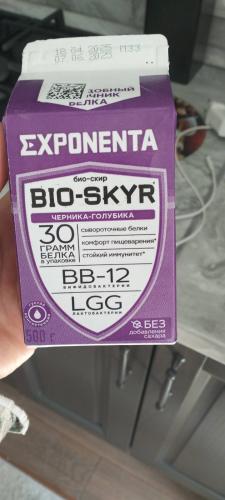 18.04.2025 П33
07.06.2025
ДОБНЫЙ
ЧНИК
БЕЛКА
EXPONENTA
био-скир
BIO-SKYR
ЧЕРНИКА-ГОЛУБИКА
30
ГРАММ
БЕЛКА
в упаковке
сывороточные белки
комфорт пищеварения*
стойкий иммунитет*
BB-12
БИФИДОБАКТЕРИИ
LGG
ЛАКТОБАКТЕРИИ
500 г
БЕЗ
добавления
сахара